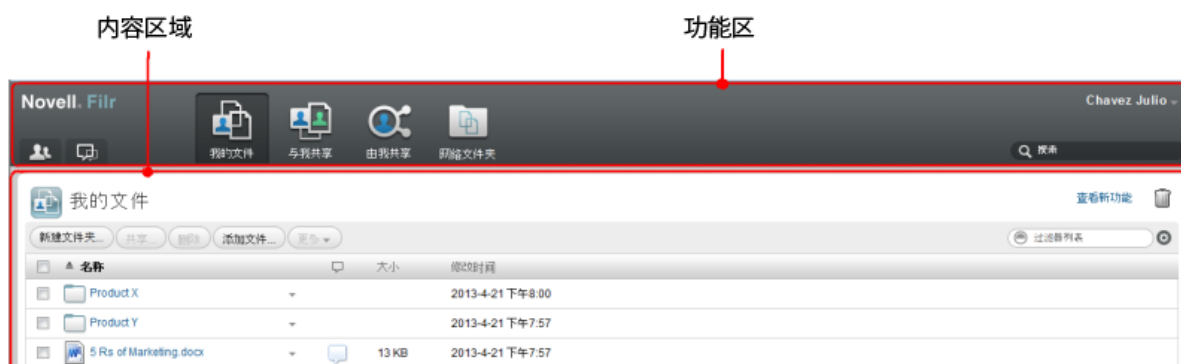 内容区域 功能区
Novell. Filr Chavez Julio
我的文件 与我共享 由我共享 网络文件夹 搜索
我的文件 查看新功能
新建文件夹... 共享... 删除 添加文件... 更多 过滤器列表
名称 大小 修改时间
Product X 2013-4-21 下午8:00
Product Y 2013-4-21 下午7:57
5 Rs of Marketing.docx 13 KB 2013-4-21 下午7:57